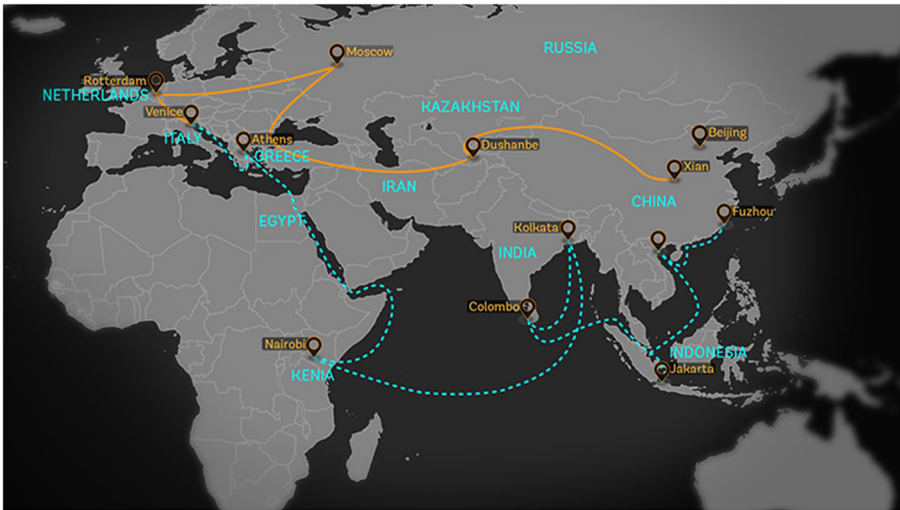 RUSSIA
Moscow
Rotterdam
NETHERLANDS
KAZAKHSTAN
Venice
ITALY
Athens
GREECE
Dushanbe
Beijing
Xian
IRAN
CHINA
EGYPT
Fuzhou
Kolkata
INDIA
Colombo
Nairobi
KENIA
INDONESIA
Jakarta